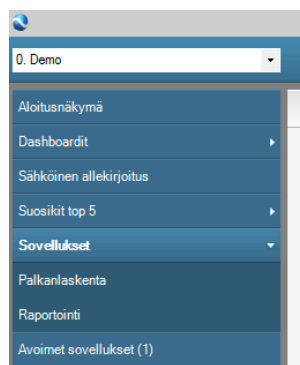 0. Demo
Aloitusnäkymä
Dashboardit
Sähköinen allekirjoitus
Suosikit top 5
Sovellukset
Palkanlaskenta
Raportointi
Avoimet sovellukset (1)